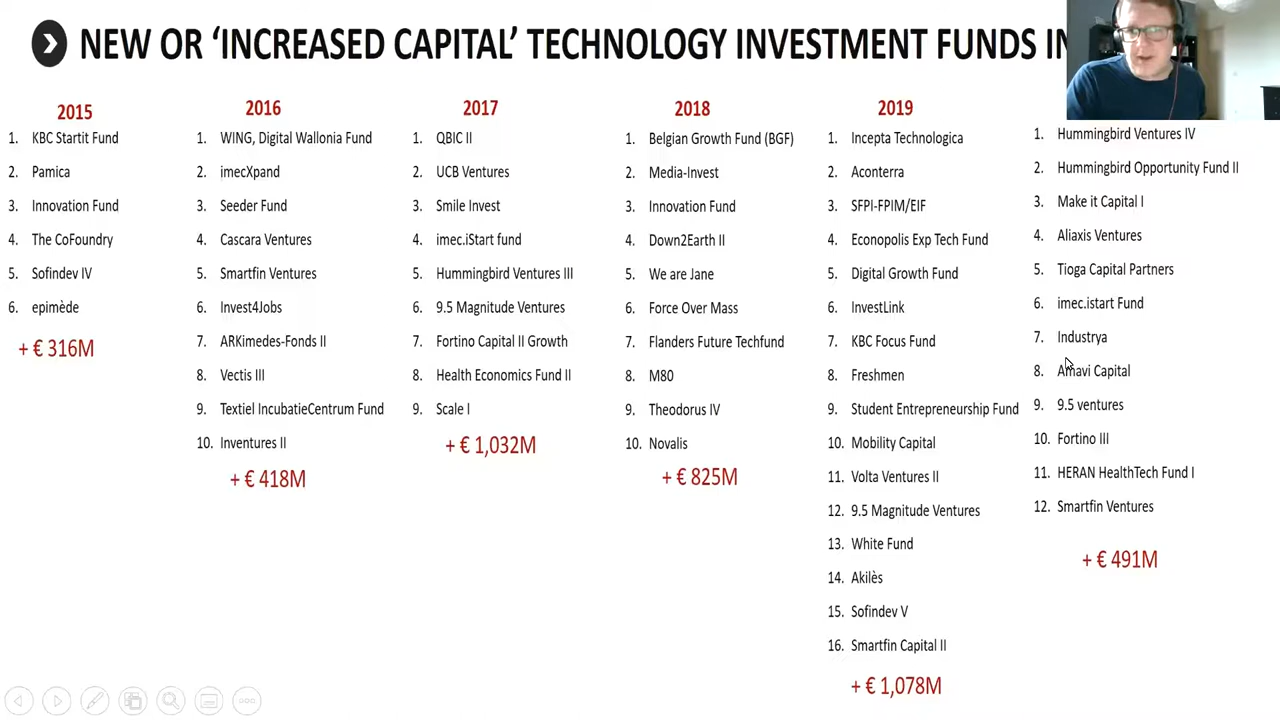 NEW OR ‘INCREASED CAPITAL’ TECHNOLOGY INVESTMENT FUNDS IN
2015
1. KBC Startit Fund
2. Pamica
3. Innovation Fund
4. The CoFoundry
5. Sofindev IV
6. epimède
+ € 316M
2016
1. WING, Digital Wallonia Fund
2. imecXpand
3. Seeder Fund
4. Cascara Ventures
5. Smartfin Ventures
6. Invest4Jobs
7. ARKimedes-Fonds II
8. Vectis III
9. Textiel IncubatieCentrum Fund
10. Inventures II
+ € 418M
2017
1. QBIC II
2. UCB Ventures
3. Smile Invest
4. imec.iStart fund
5. Hummingbird Ventures III
6. 9.5 Magnitude Ventures
7. Fortino Capital II Growth
8. Health Economics Fund II
9. Scale I
+ € 1,032M
2018
1. Belgian Growth Fund (BGF)
2. Media-Invest
3. Innovation Fund
4. Down2Earth II
5. We are Jane
6. Force Over Mass
7. Flanders Future Techfund
8. M80
9. Theodorus IV
10. Novalis
+ € 825M
2019
1. Incepta Technologica
2. Aconterra
3. SFPI-FPIM/EIF
4. Econopolis Exp Tech Fund
5. Digital Growth Fund
6. InvestLink
7. KBC Focus Fund
8. Freshmen
9. Student Entrepreneurship Fund
10. Mobility Capital
11. Volta Ventures II
12. 9.5 Magnitude Ventures
13. White Fund
14. Akilès
15. Sofindev V
16. Smartfin Capital II
+ € 1,078M
1. Hummingbird Ventures IV
2. Hummingbird Opportunity Fund II
3. Make it Capital I
4. Aliaxis Ventures
5. Tioga Capital Partners
6. imec.istart Fund
7. Industrya
8. Amavi Capital
9. 9.5 ventures
10. Fortino III
11. HERAN HealthTech Fund I
12. Smartfin Ventures
+ € 491M